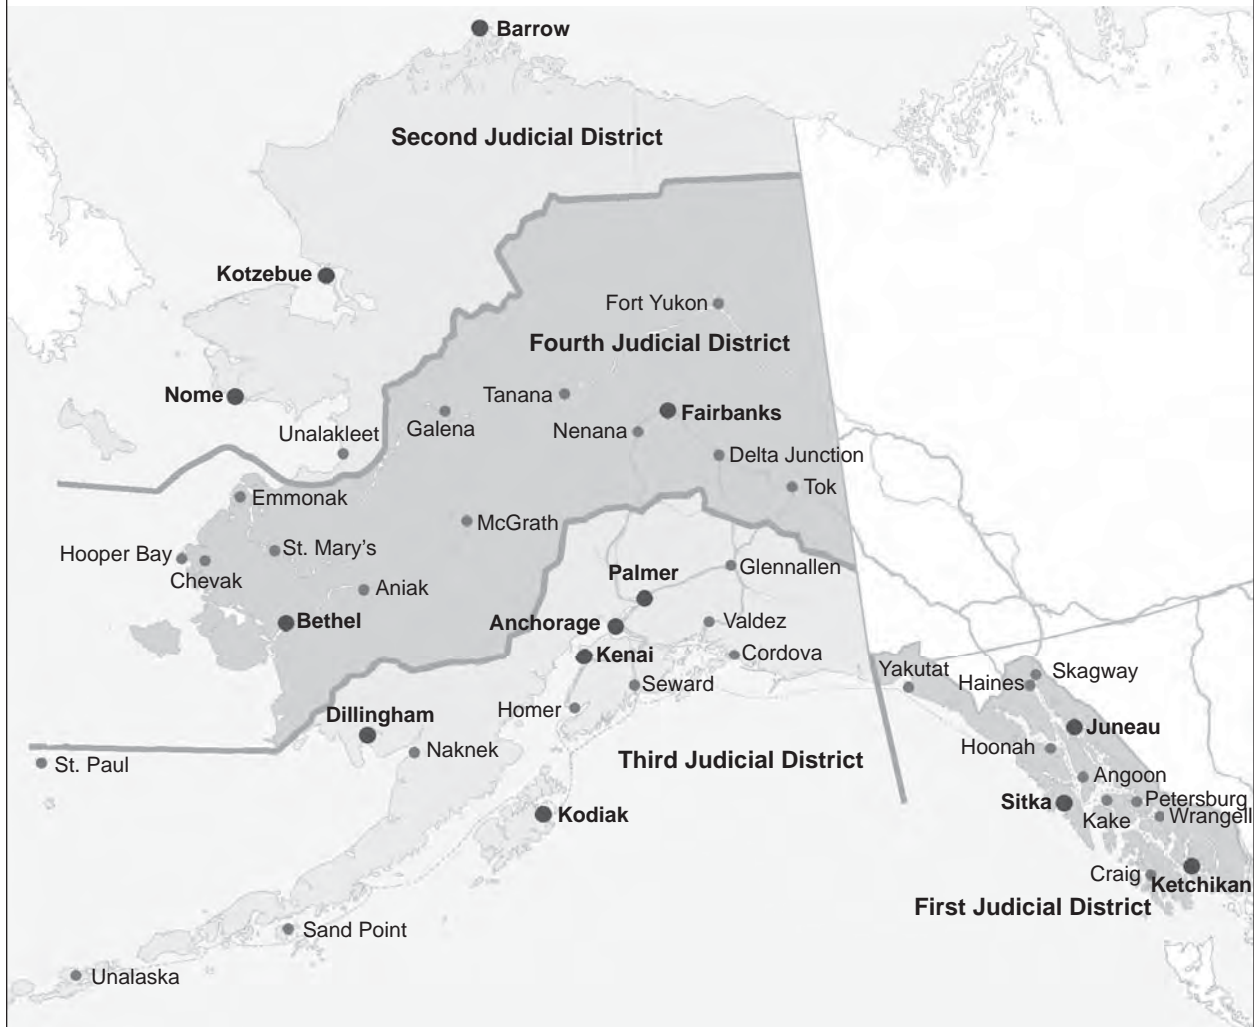 Barrow
Second Judicial District
Kotzebue
Fort Yukon
Fourth Judicial District
Tanana
Nome
Fairbanks
Galena
Nenana
Unalakleet
Delta Junction
Tok
Emmonak
McGrath
St. Mary's
Hooper Bay
Chevak
Glennallen
Palmer
Aniak
Bethel
Anchorage
Valdez
Kenai
Cordova
Yakutat
Skagway
Haines
Seward
Homer
Dillingham
Juneau
Hoonah
Naknek
Third Judicial District
St. Paul
Angoon
Sitka
Petersburg
Kake
Wrangell
Kodiak
Craig
Ketchikan
First Judicial District
Sand Point
Unalaska